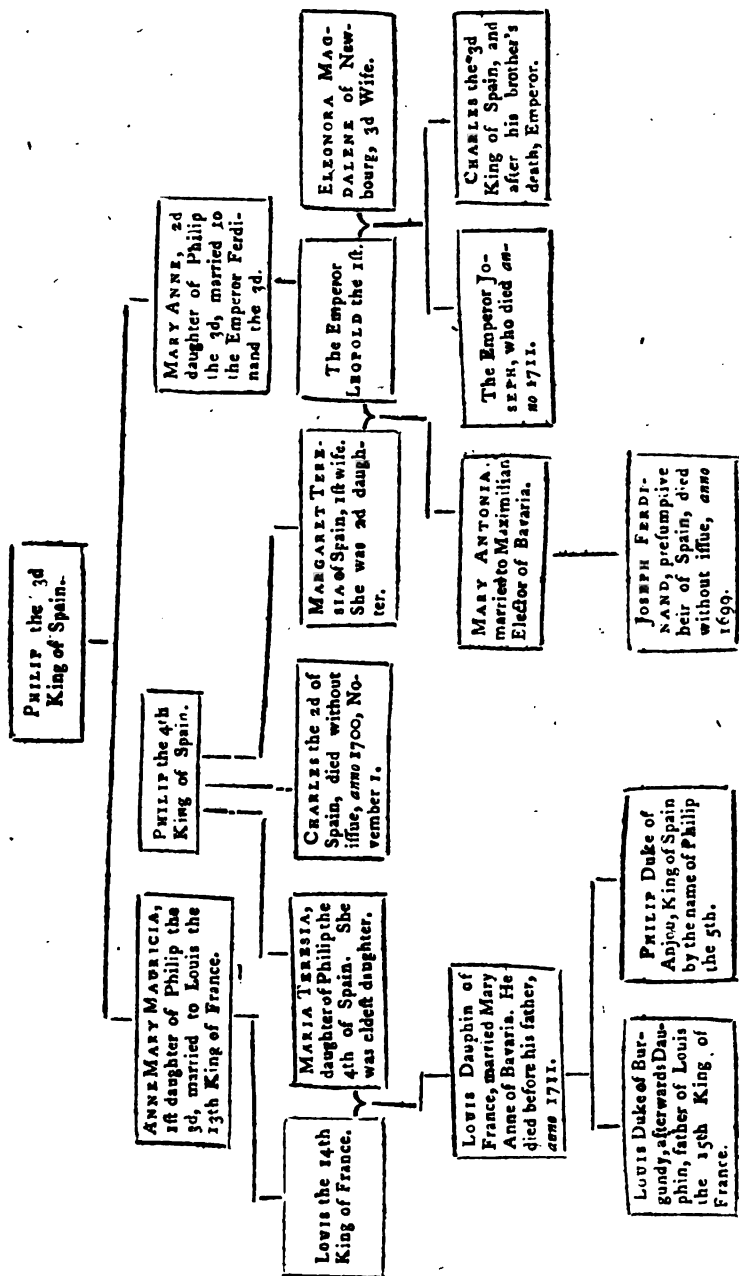 PHILIP the 3d
King of Spain.
ANNE MARY MAURICIA,
1ſt daughter of Philip the
3d, married to Louis the
13th King of France.
PHILIP the 4th
King of Spain.
MARY ANNE, 2d
daughter of Philip
the 3d, married to
the Emperor Ferdi-
nand the 3d.
LOUIS the 14th
King of France.
MARIA TERESIA,
daughter of Philip the
4th of Spain. She
was eldeſt daughter.
CHARLES the 2d of
Spain, died without
iſſue, anno 1700, No-
vember 1.
MARGARET TERE-
SIA of Spain, 1ſt wife.
She was 2d daugh-
ter.
The Emperor
LEOPOLD the 1ſt.
ELEONORA MAG-
DALENE of New-
bourg, 3d Wife.
LOUIS Dauphin of
France, married Mary
Anne of Bavaria. He
died before his father,
anno 1711.
MARY ANTONIA.
married to Maximilian
Elector of Bavaria.
The Emperor JO-
SEPH, who died an-
no 1711.
CHARLES the 3d
King of Spain, and
after his brother's
death, Emperor.
LOUIS Duke of Bur-
gundy, afterwards Dau-
phin, father of Louis
the 15th King of
France.
PHILIP Duke of
Anjou, King of Spain
by the name of Philip
the 5th.
JOSEPH FERDI-
NAND, preſumptive
heir of Spain, died
without iſſue, anno
1699.